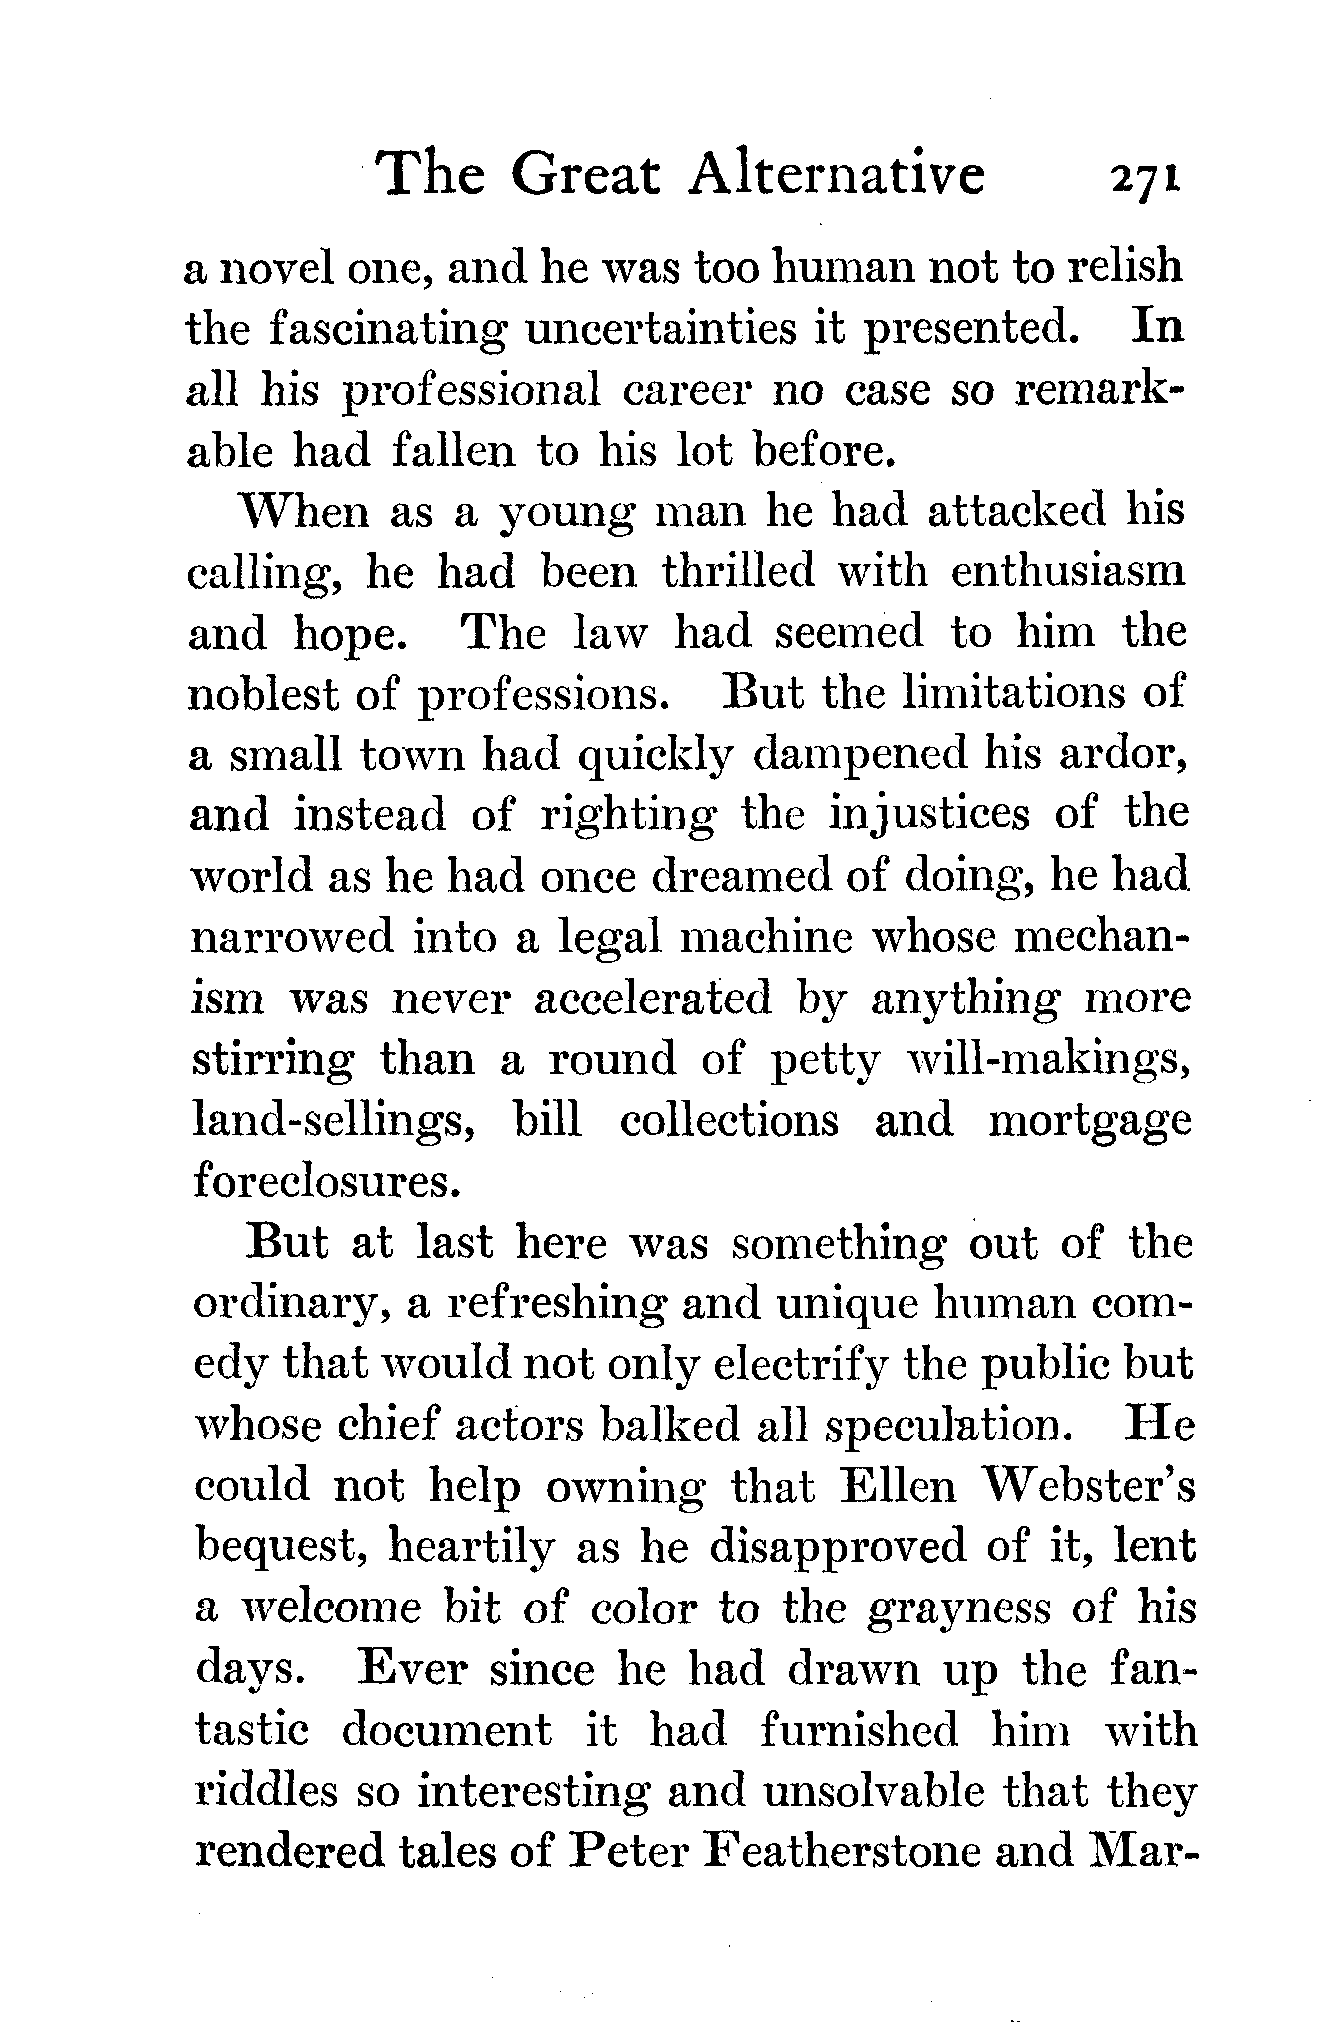 The Great Alternative 271
a novel one, and he was too human not to relish
the fascinating uncertainties it presented. In
all his professional career no case so remark-
able had fallen to his lot before.
When as a young man he had attacked his
calling, he had been thrilled with enthusiasm
and hope. The law had seemed to him the
noblest of professions. But the limitations of
a small town had quickly dampened his ardor,
and instead of righting the injustices of the
world as he had once dreamed of doing, he had
narrowed into a legal machine whose mechan-
ism was never accelerated by anything more
stirring than a round of petty will-makings,
land-sellings, bill collections and mortgage
foreclosures.
But at last here was something out of the
ordinary, a refreshing and unique human com-
edy that would not only electrify the public but
whose chief actors balked all speculation. He
could not help owning that Ellen Webster's
bequest, heartily as he disapproved of it, lent
a welcome bit of color to the grayness of his
days. Ever since he had drawn up the fan-
tastic document it had furnished him with
riddles so interesting and unsolvable that they
rendered tales of Peter Featherstone and Mar-